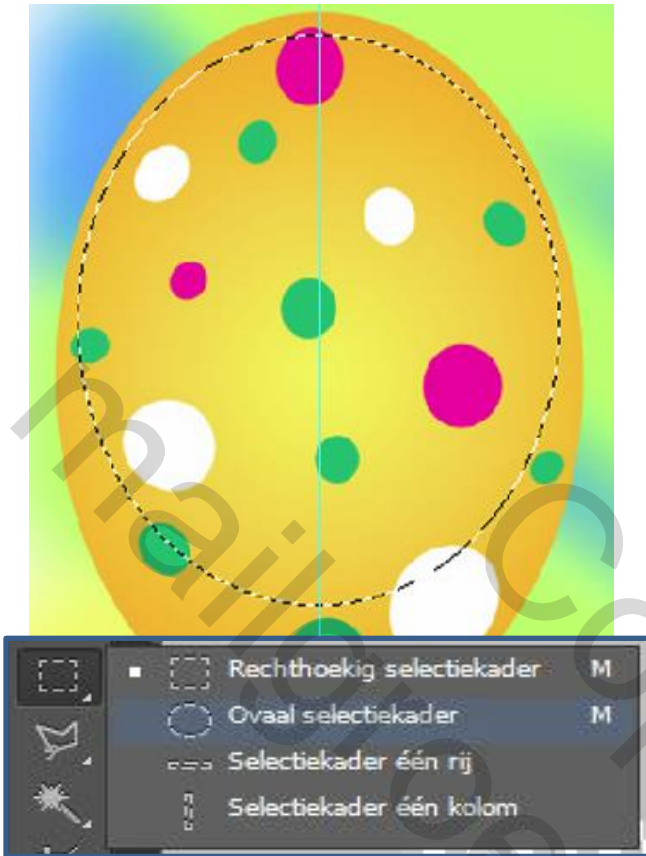 Rechthoekig selectiekader M
Ovaal selectiekader M
Selectiekader één rij
Selectiekader één kolom